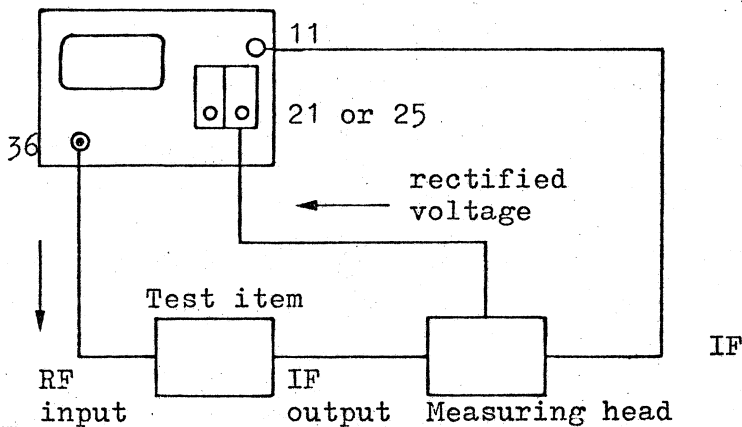 11
21 or 25
36
rectified
voltage
Test item
IF
RF
input
IF
output
Measuring head